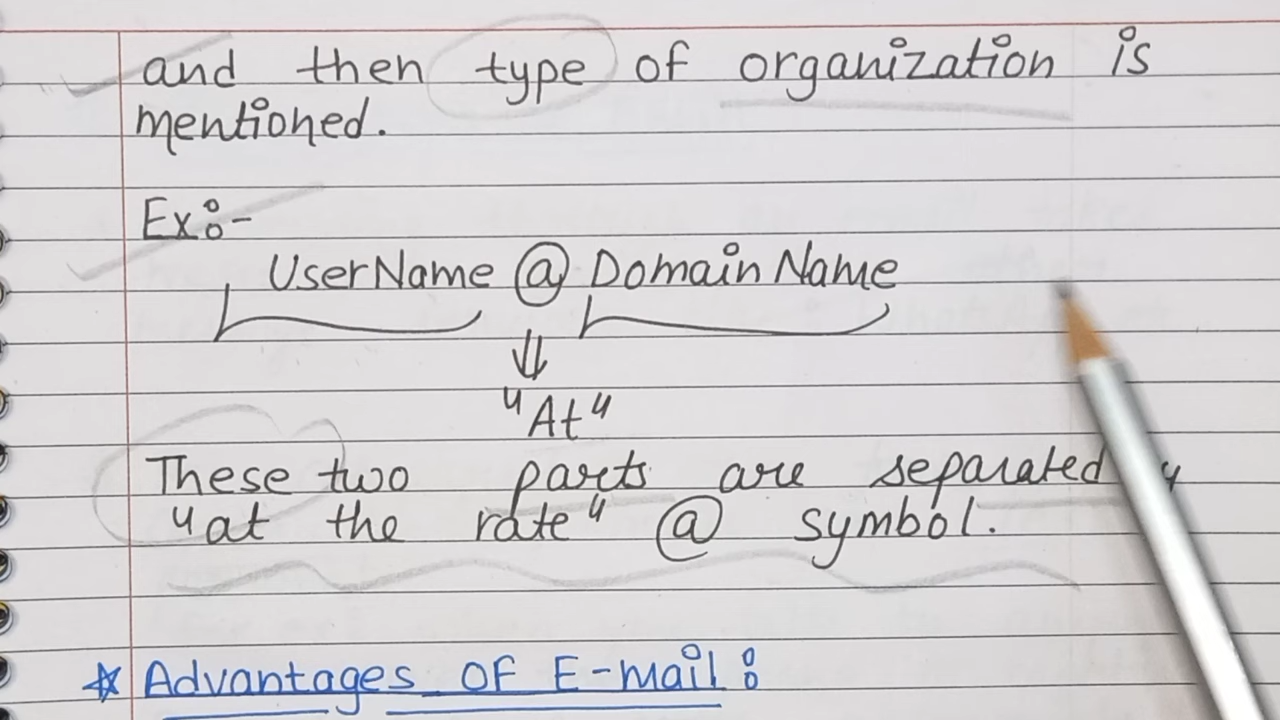 and then type of organization is
mentioned.
Ex:-
UserName @ DomainName
"At"
These two parts are separated
"at the rate" @ symbol.
☆ Advantages OF E-mail: